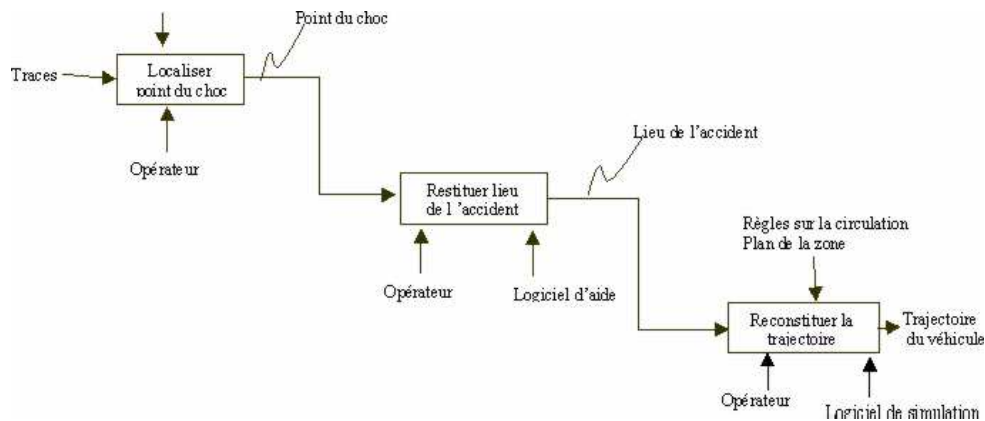 Point du choc
Traces
Localiser
point du choc
Opérateur
Lieu de l'accident
Restituer lieu
de l 'accident
Opérateur
Logiciel d'aide
Règles sur la circulation
Plan de la zone
Reconstituer la
trajectoire
Trajectoire
du véhicule
Opérateur
Logiciel de simulation